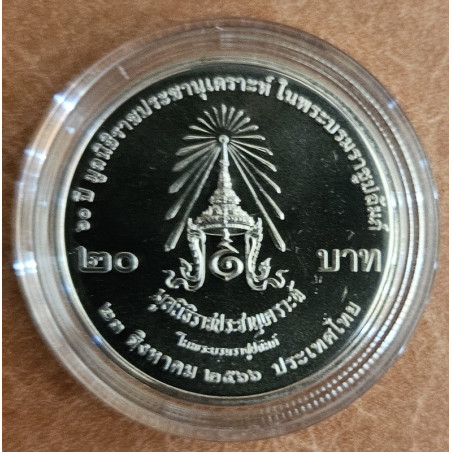 ๖๐ ปี มูลนิธิราชประชานุเคราะห์ ในพระบรมราชูปถัมภ์
๒๐ บาท
มูลนิธิราชประชานุเคราะห์
ในพระบรมราชูปถัมภ์
๒๓ สิงหาคม ๒๕๖๖ ประเทศไทย